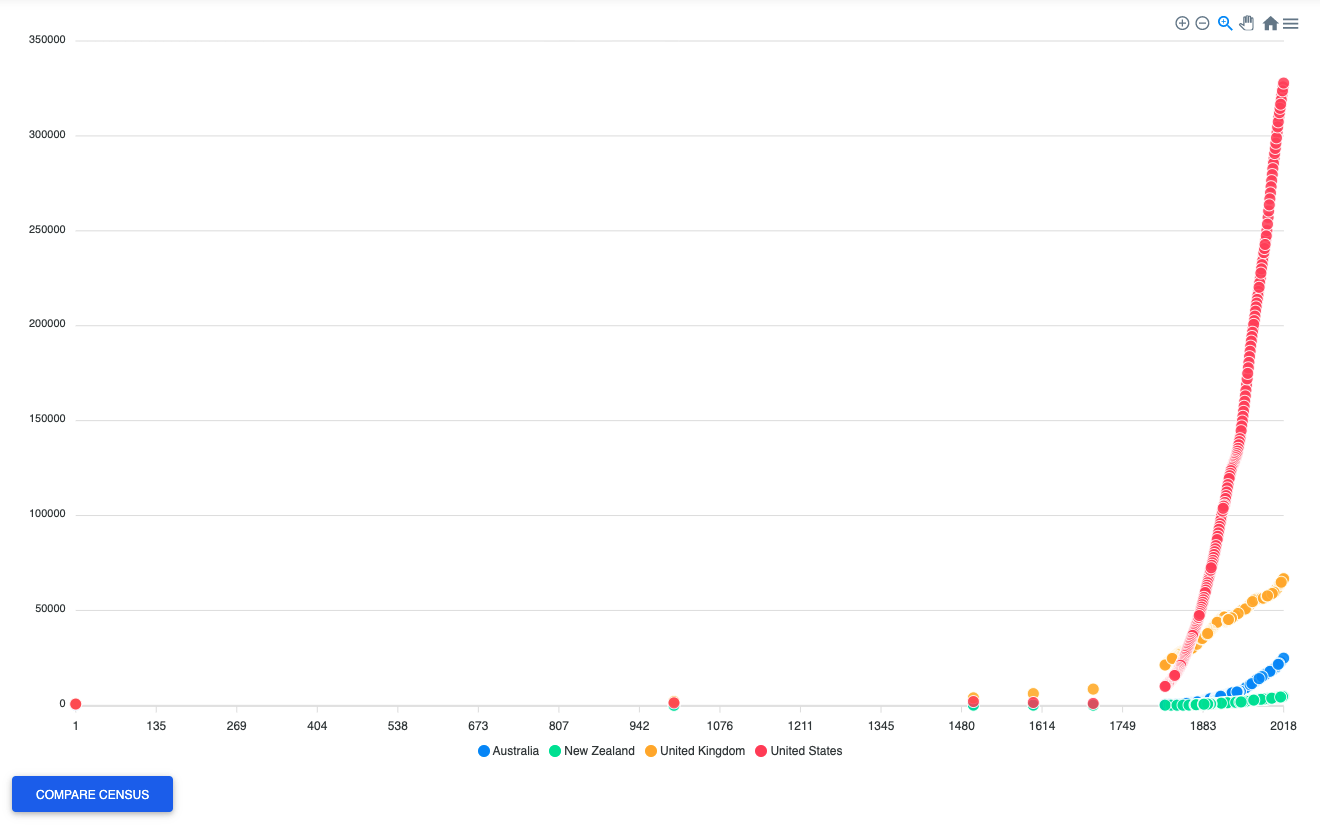 350000
300000
250000
200000
150000
100000
50000
0
1 135 269 404 538 673 807 942 1076 1211 1345 1480 1614 1749 1883 2018
Australia New Zealand United Kingdom United States
COMPARE CENSUS